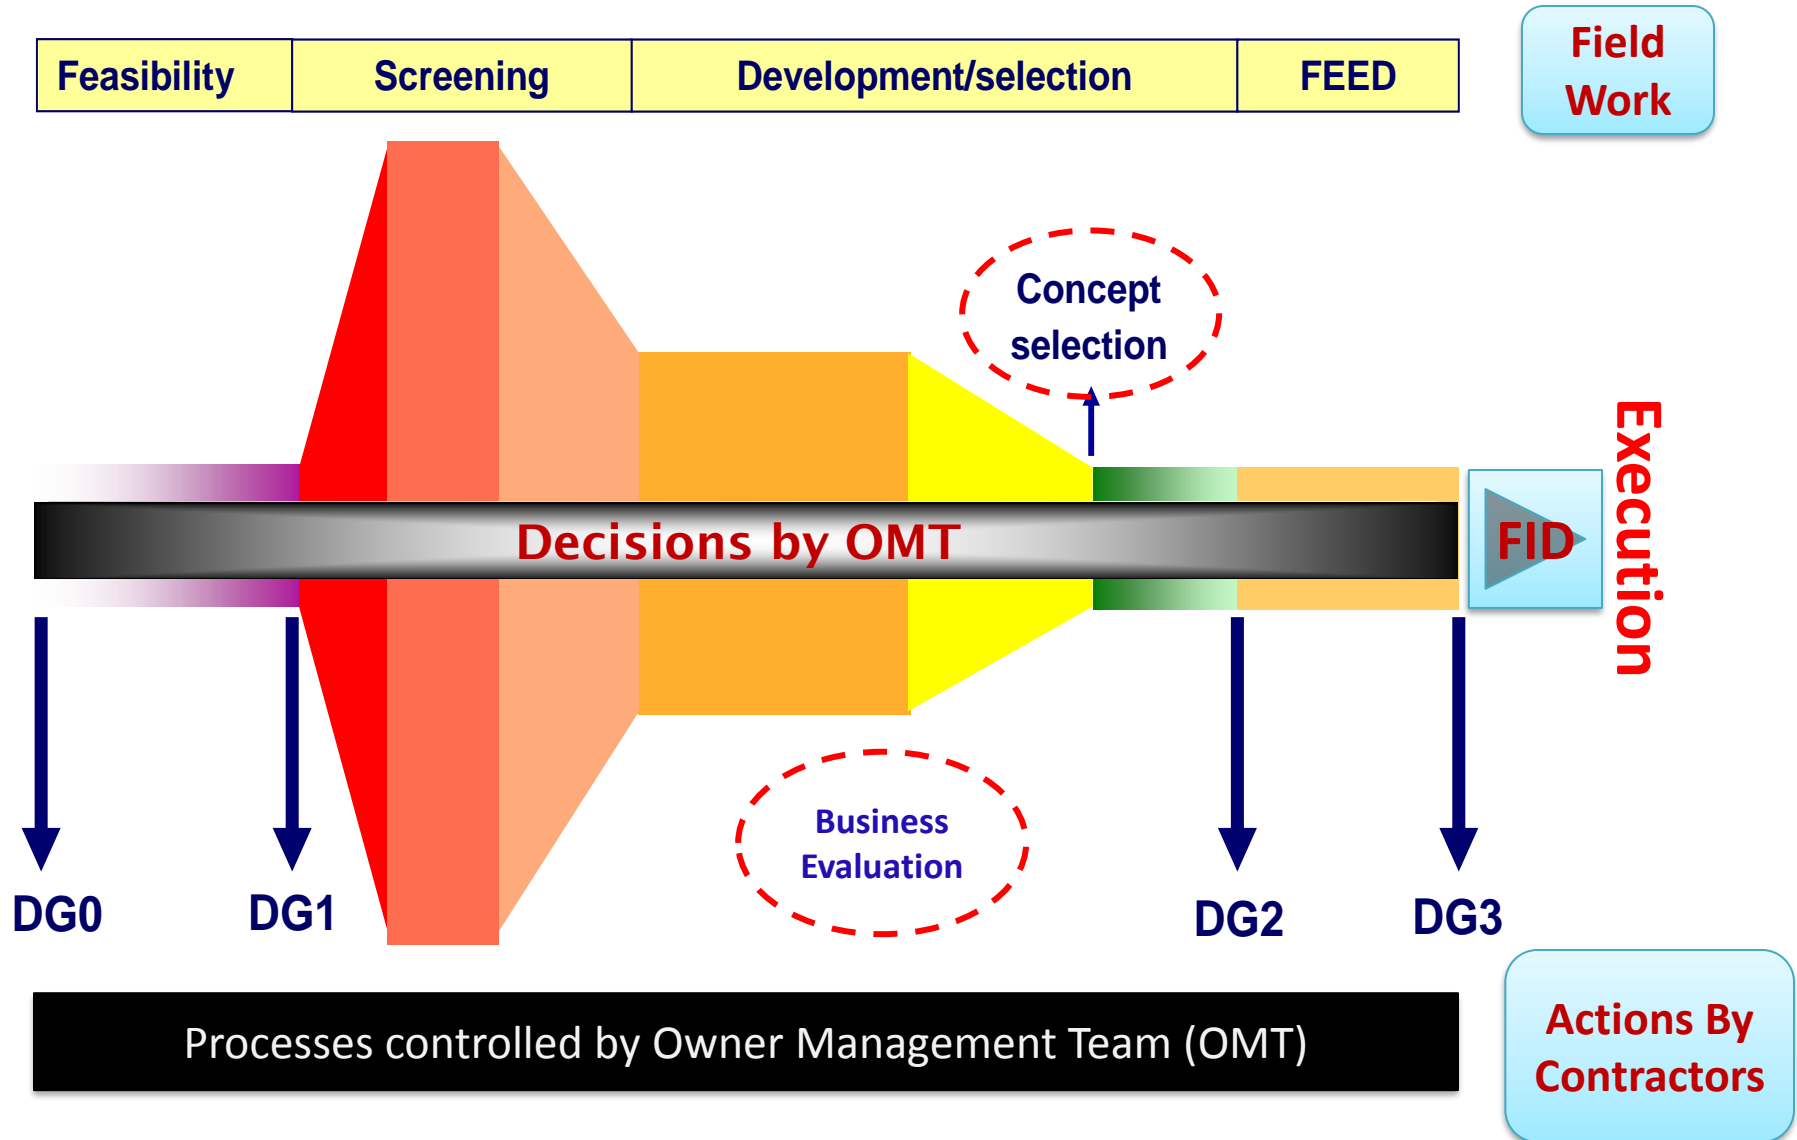 Feasibility
Screening
Development/selection
FEED
Field
Work
Concept
selection
Decisions by OMT
FID
Execution
Business
Evaluation
DG0
DG1
DG2
DG3
Processes controlled by Owner Management Team (OMT)
Actions By
Contractors